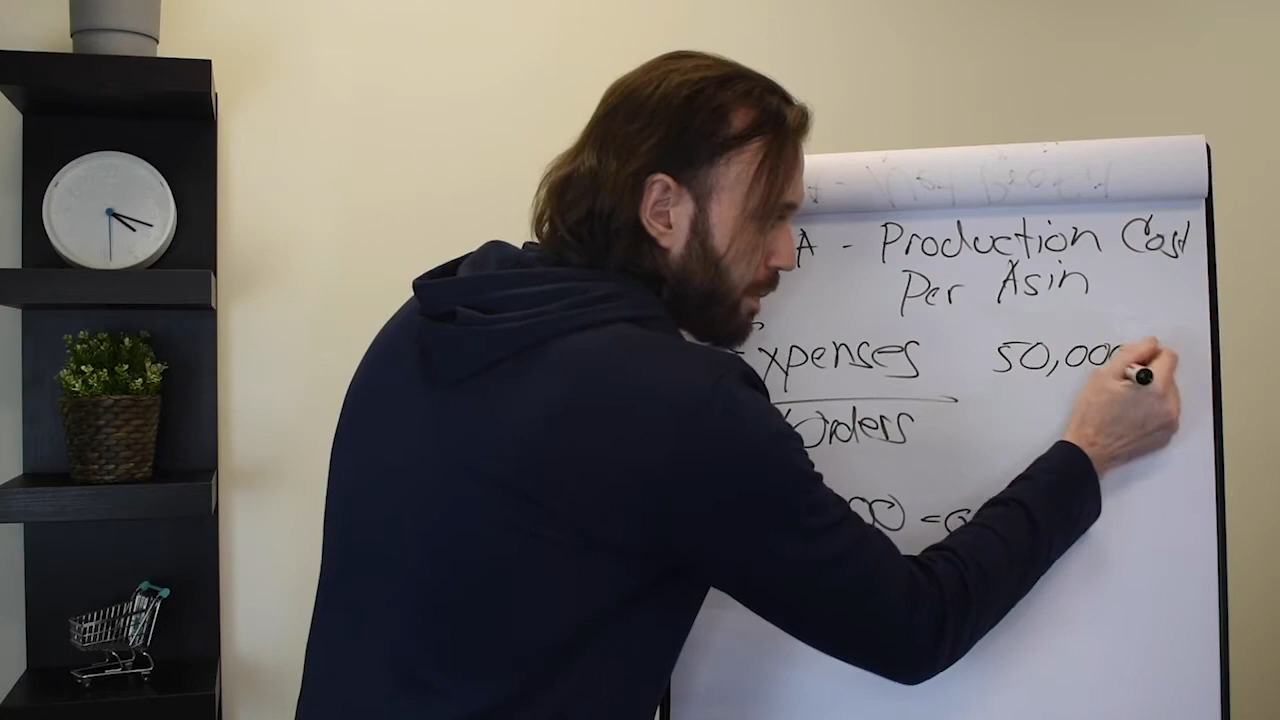 A - Production Cost
Per Asin
Expenses 50,000
Orders